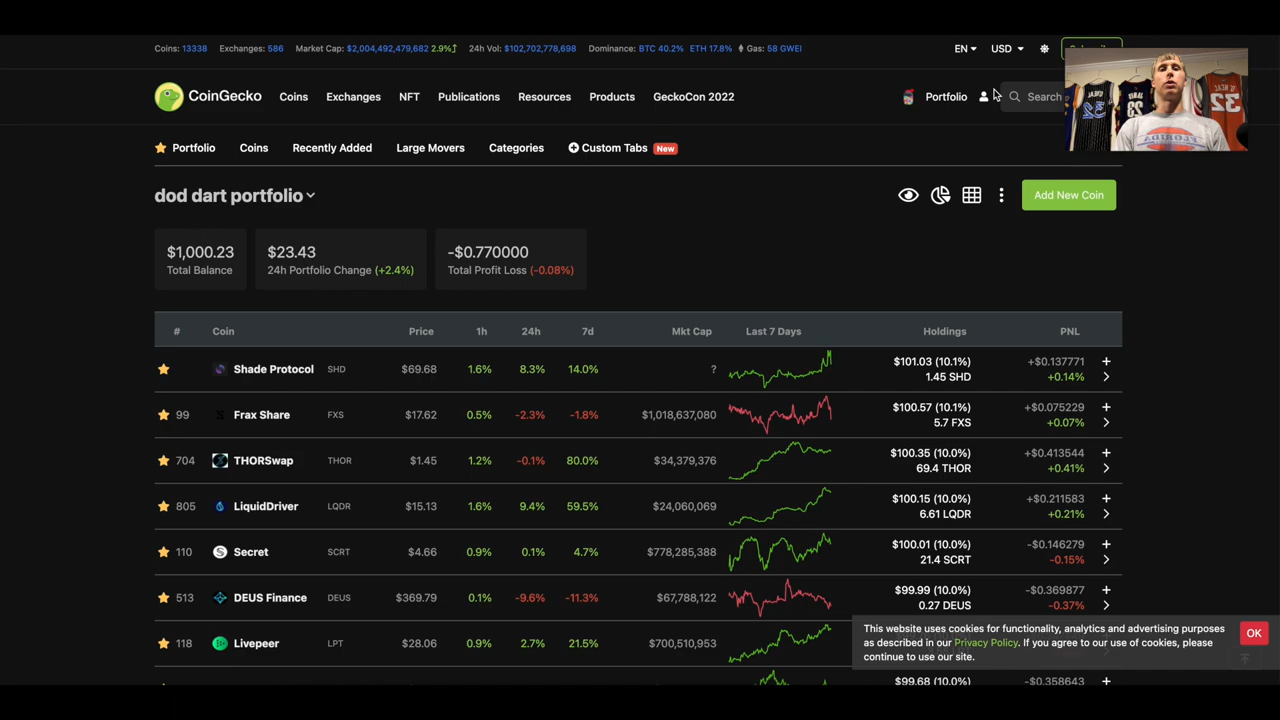 Coins: 13338 Exchanges: 586 Market Cap: $2,004,492,479,682 2.9% 24h Vol: $102,702,778,698 Dominance: BTC 40.2% ETH 17.8% Gas: 58 GWEI EN USD
CoinGecko Coins Exchanges NFT Publications Resources Products GeckoCon 2022 Portfolio Search
Portfolio Coins Recently Added Large Movers Categories Custom Tabs New
dod dart portfolio Add New Coin
$1,000.23 $23.43 -$0.770000
Total Balance 24h Portfolio Change (+2.4%) Total Profit Loss (-0.08%)
# Coin Price 1h 24h 7d Mkt Cap Last 7 Days Holdings PNL
Shade Protocol SHD $69.68 1.6% 8.3% 14.0% ? $101.03 (10.1%) +$0.137771
1.45 SHD +0.14%
99 Frax Share FXS $17.62 0.5% -2.3% -1.8% $1,018,637,080 $100.57 (10.1%) +$0.075229
5.7 FXS +0.07%
704 THORSwap THOR $1.45 1.2% -0.1% 80.0% $34,379,376 $100.35 (10.0%) +$0.413544
69.4 THOR +0.41%
805 LiquidDriver LQDR $15.13 1.6% 9.4% 59.5% $24,060,069 $100.15 (10.0%) +$0.211583
6.61 LQDR +0.21%
110 Secret SCRT $4.66 0.9% 0.1% 4.7% $778,285,388 $100.01 (10.0%) -$0.146279
21.4 SCRT -0.15%
513 DEUS Finance DEUS $369.79 0.1% -9.6% -11.3% $67,788,122 $99.99 (10.0%) -$0.369877
0.27 DEUS -0.37%
118 Livepeer LPT $28.06 0.9% 2.7% 21.5% $700,510,953
This website uses cookies for functionality, analytics and advertising purposes
as described in our Privacy Policy. If you agree to our use of cookies, please
continue to use our site.
OK
$99.68 (10.0%) -$0.358643
FLORIDA
32
23
32